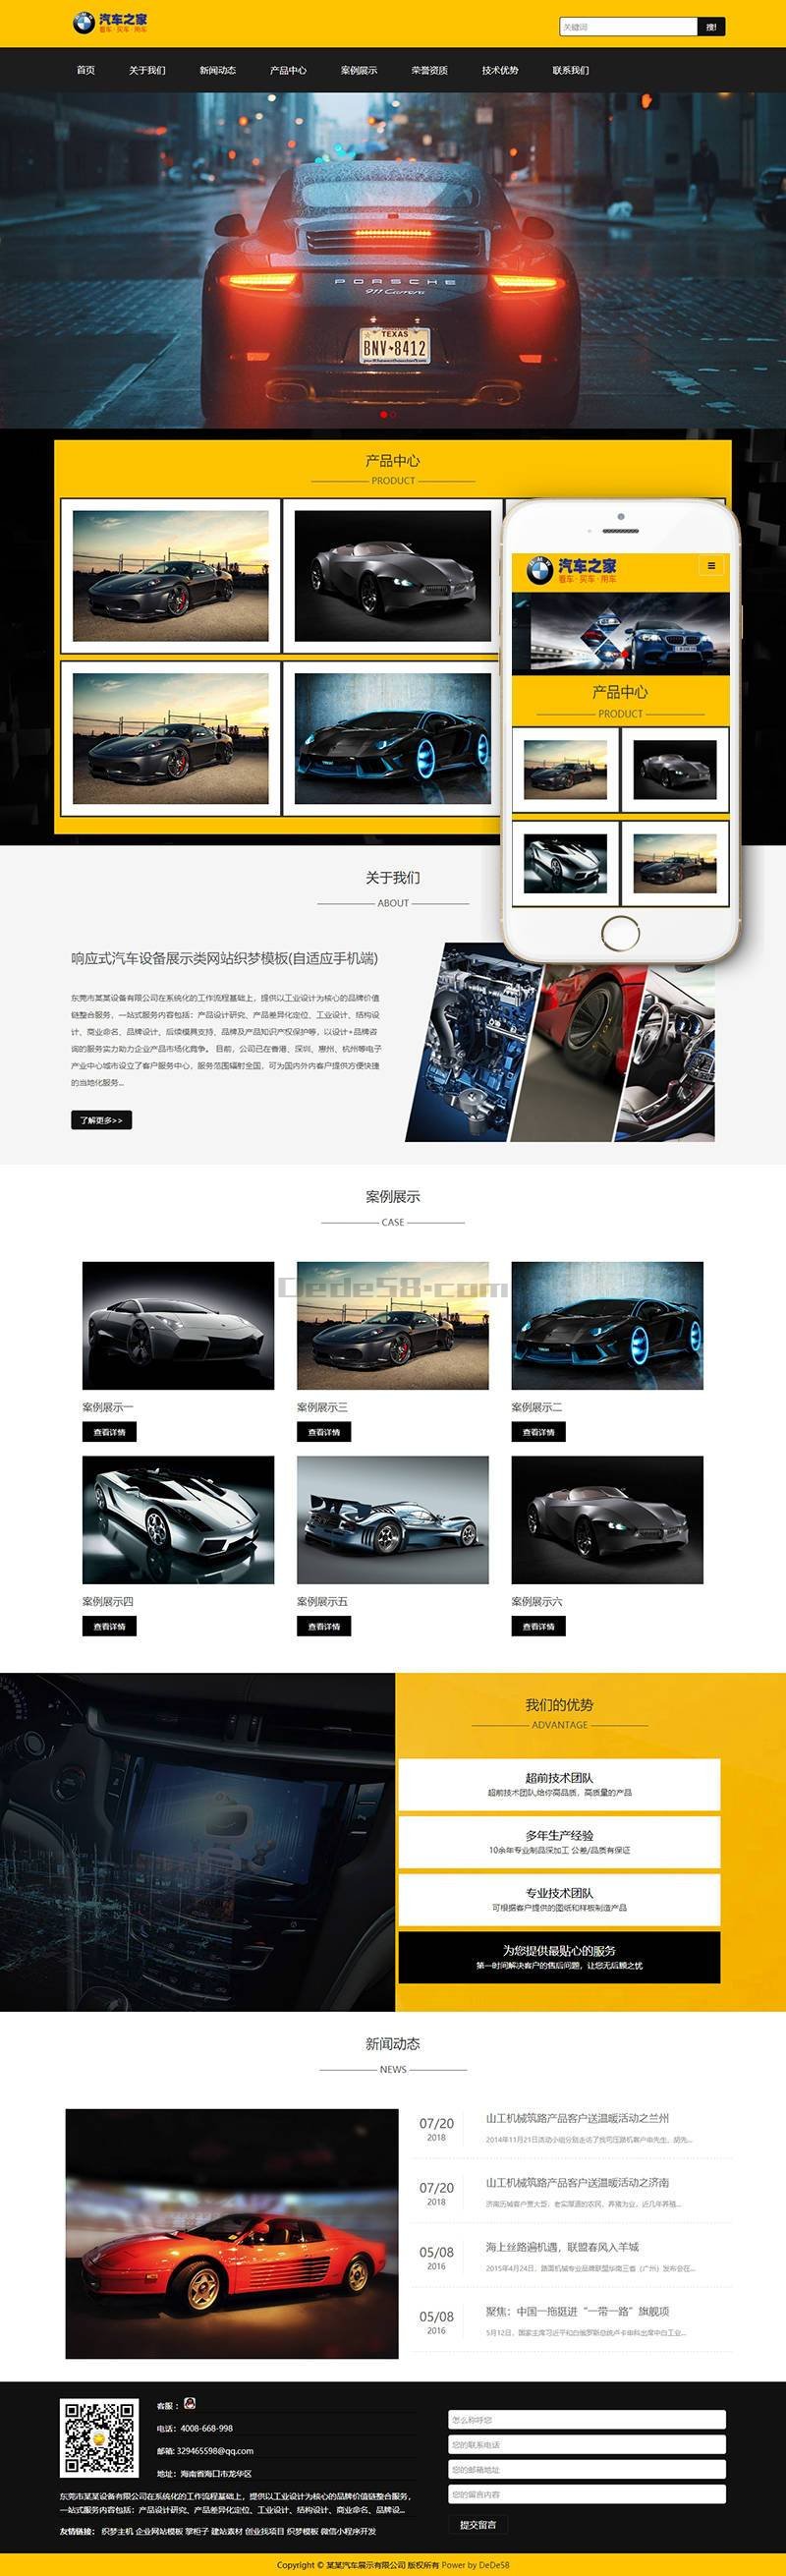 汽车之家
看车·买车·用车
关键词
搜!
首页 关于我们 新闻动态 产品中心 案例展示 荣誉资质 技术优势 联系我们
PORSCHE
911 Carrera
TEXAS
BNV-8412
产品中心
PRODUCT
汽车之家
看车·买车·用车
产品中心
PRODUCT
关于我们
ABOUT
响应式汽车设备展示类网站织梦模板(自适应手机端)
东莞市某某设备有限公司在系统化的工作流程基础上，提供以工业设计为核心的品牌价值
链整合服务，一站式服务内容包括：产品设计研究、产品差异化定位、工业设计、结构设
计、商业命名、品牌设计、后续模具支持、品牌及产品知识产权保护等，以设计+品牌咨
询的服务实力助力企业产品市场化竞争。 目前，公司已在香港、深圳、惠州、杭州等电子
产业中心城市设立了客户服务中心，服务范围辐射全国，可为国内外内客户提供方便快捷
的当地化服务...
了解更多>>
案例展示
CASE
Dede58.com
案例展示一 案例展示三 案例展示二
查看详情 查看详情 查看详情
案例展示四 案例展示五 案例展示六
查看详情 查看详情 查看详情
我们的优势
ADVANTAGE
超前技术团队
超前技术团队,给你高品质，高质量的产品
多年生产经验
10余年专业制品深加工 公差/品质有保证
专业技术团队
可根据客户提供的图纸和样板制造产品
为您提供最贴心的服务
第一时间解决客户的售后问题，让您无后顾之忧
新闻动态
NEWS
07/20
2018
山工机械筑路产品客户送温暖活动之兰州
2014年11月21日活动小组分别走访了我司压路机客户申先生、胡先...
07/20
2018
山工机械筑路产品客户送温暖活动之济南
济南历城客户贾大哥，老实厚道的农民，养猪为业，近几年养殖...
05/08
2016
海上丝路遍机遇，联盟春风入羊城
2015年4月24日，路面机械专业品牌联盟华南三省（广州）发布会在...
05/08
2016
聚焦：中国一拖挺进“一带一路”旗舰项
5月12日，国家主席习近平和白俄罗斯总统卢卡申科出席中白工业...
客服：
电话：4008-668-998
邮箱: 329465598@qq.com
地址：海南省海口市龙华区
东莞市某某设备有限公司在系统化的工作流程基础上，提供以工业设计为核心的品牌价值链整合服务，
一站式服务内容包括：产品设计研究、产品差异化定位、工业设计、结构设计、商业命名、品牌设...
友情链接： 织梦主机 企业网站模板 掌柜子 建站素材 创业找项目 织梦模板 微信小程序开发
怎么称呼您
您的联系电话
您的邮箱地址
您的留言内容
提交留言
Copyright © 某某汽车展示有限公司 版权所有 Power by DeDe58